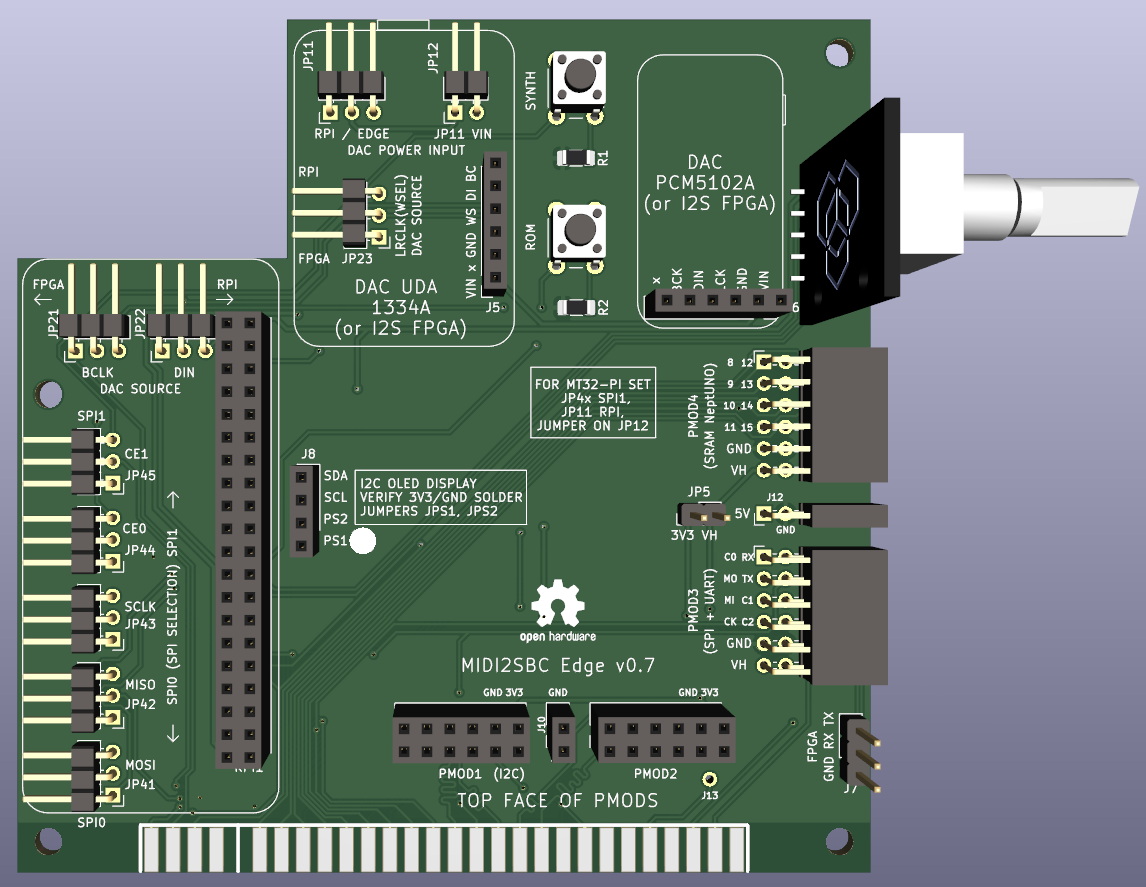 JP11
JP12
RPI / EDGE
JP11 VIN
DAC POWER INPUT
RPI
FPGA
JP23
LRCLK(WSEL)
DAC SOURCE
VIN x GND WS DI BC
J5
DAC UDA
1334A
(or I2S FPGA)
SYNTH
R1
ROM
R2
DAC
PCM5102A
(or I2S FPGA)
x
BCK
DIN
VIN
FPGA
RPI
JP21
JP22
BCLK
DIN
DAC SOURCE
SPI1
CE1
JP45
CE0
JP44
SCLK
JP43
MISO
JP42
MOSI
JP41
SPI0
SPI0 (SPI SELECTION) SPI1
J8
SDA
SCL
PS2
PS1
I2C OLED DISPLAY
VERIFY 3V3/GND SOLDER
JUMPERS JPS1, JPS2
FOR MT32-PI SET
JP4x SPI1,
JP11 RPI,
JUMPER ON JP12
PMOD4
(SRAM NeptUNO)
8 12
9 13
10 14
11 15
GND
VH
JP5
3V3 VH
J12
5V
GND
PMOD3
(SPI + UART)
C0 RX
MO TX
MI C1
CK C2
GND
VH
open hardware
MIDI2SBC Edge v0.7
GND 3V3
GND
GND 3V3
J10
PMOD1 (I2C)
PMOD2
J13
TOP FACE OF PMODS
FPGA
GND RX TX
J7